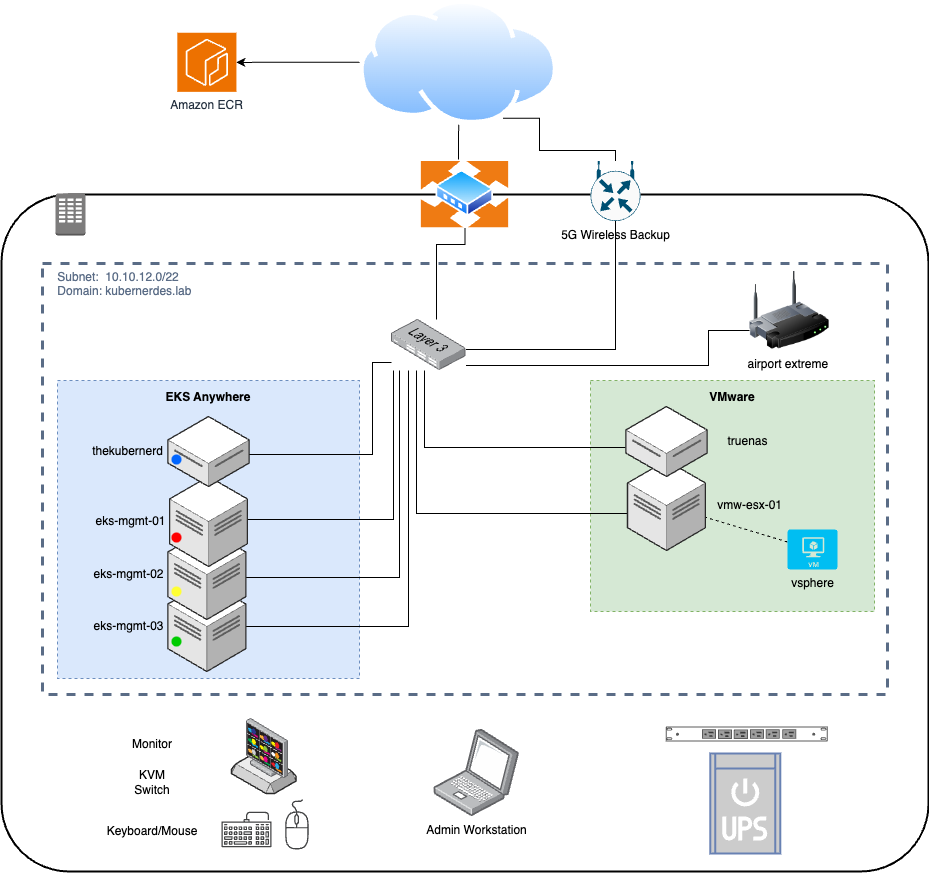 Amazon ECR
5G Wireless Backup
Subnet:  10.10.12.0/22
Domain: kubernerdes.lab
Layer 3
airport extreme
EKS Anywhere
thekubernerd
eks-mgmt-01
eks-mgmt-02
eks-mgmt-03
VMware
truenas
vmw-esx-01
VM
vsphere
Monitor
KVM
Switch
Keyboard/Mouse
Admin Workstation
UPS